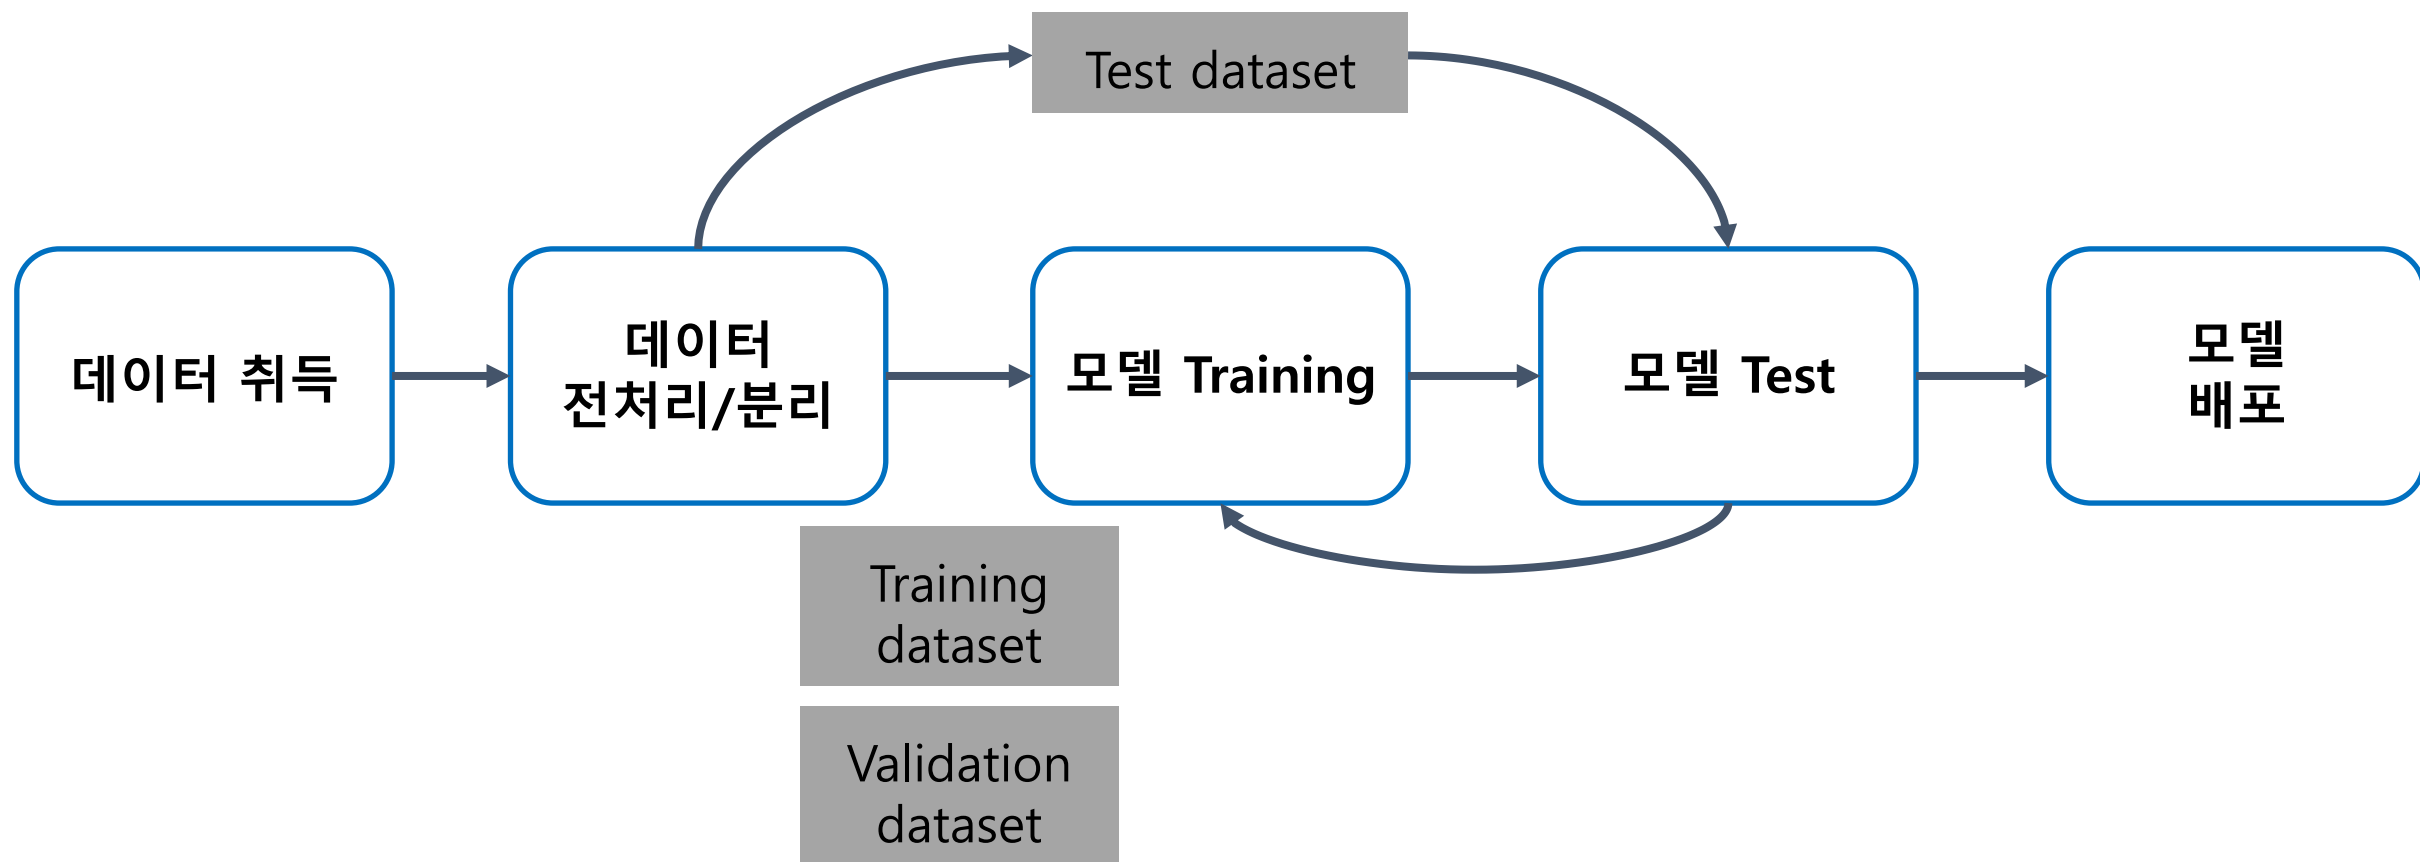 Test dataset
데이터 취득
데이터
전처리/분리
모델 Training
모델 Test
모델
배포
Training
dataset
Validation
dataset